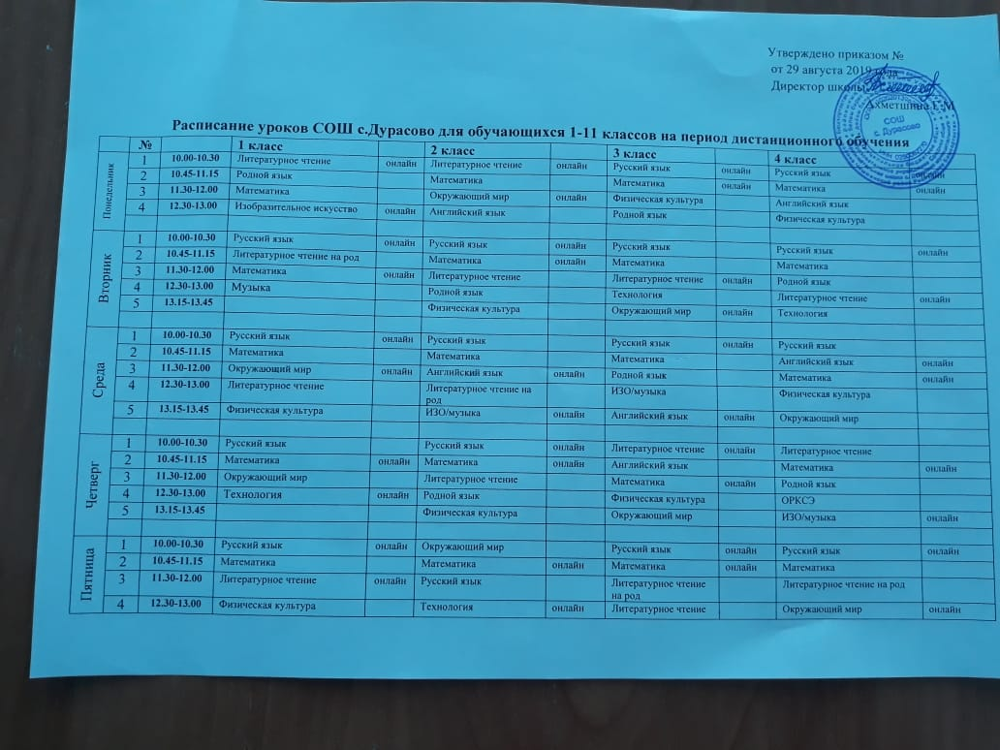 Утверждено приказом №
от 29 августа 2019 года
Директор школы
Ахметшина Г.М
СОШ
с. Дурасово
Расписание уроков СОШ с.Дурасово для обучающихся 1-11 классов на период дистанционного обучения
№ 1 класс 2 класс 3 класс 4 класс
Понедельник
1 10.00-10.30 Литературное чтение онлайн Литературное чтение онлайн Русский язык онлайн Русский язык
2 10.45-11.15 Родной язык Математика Математика онлайн Математика онлайн
3 11.30-12.00 Математика Окружающий мир онлайн Физическая культура Английский язык онлайн
4 12.30-13.00 Изобразительное искусство онлайн Английский язык Родной язык Физическая культура
Вторник
1 10.00-10.30 Русский язык онлайн Русский язык онлайн Русский язык Русский язык онлайн
2 10.45-11.15 Литературное чтение на род Математика онлайн Математика Математика
3 11.30-12.00 Математика онлайн Литературное чтение Литературное чтение онлайн Родной язык
4 12.30-13.00 Музыка Родной язык Технология Литературное чтение онлайн
5 13.15-13.45 Физическая культура Окружающий мир онлайн Технология
Среда
1 10.00-10.30 Русский язык онлайн Русский язык Русский язык онлайн Русский язык
2 10.45-11.15 Математика Математика Математика Английский язык онлайн
3 11.30-12.00 Окружающий мир онлайн Английский язык онлайн Родной язык Математика онлайн
4 12.30-13.00 Литературное чтение Литературное чтение на ИЗО/музыка Физическая культура
род
5 13.15-13.45 Физическая культура ИЗО/музыка онлайн Английский язык онлайн Окружающий мир
Четверг
1 10.00-10.30 Русский язык Русский язык онлайн Литературное чтение онлайн Литературное чтение
2 10.45-11.15 Математика онлайн Математика онлайн Английский язык Математика онлайн
3 11.30-12.00 Окружающий мир Литературное чтение Математика онлайн Родной язык
4 12.30-13.00 Технология онлайн Родной язык Физическая культура ОРКСЭ
5 13.15-13.45 Физическая культура Окружающий мир ИЗО/музыка онлайн
Пятница
1 10.00-10.30 Русский язык онлайн Окружающий мир Русский язык онлайн Русский язык онлайн
2 10.45-11.15 Математика Математика онлайн Математика онлайн Математика
3 11.30-12.00 Литературное чтение онлайн Русский язык Литературное чтение Литературное чтение на род
на род
4 12.30-13.00 Физическая культура Технология онлайн Литературное чтение Окружающий мир онлайн